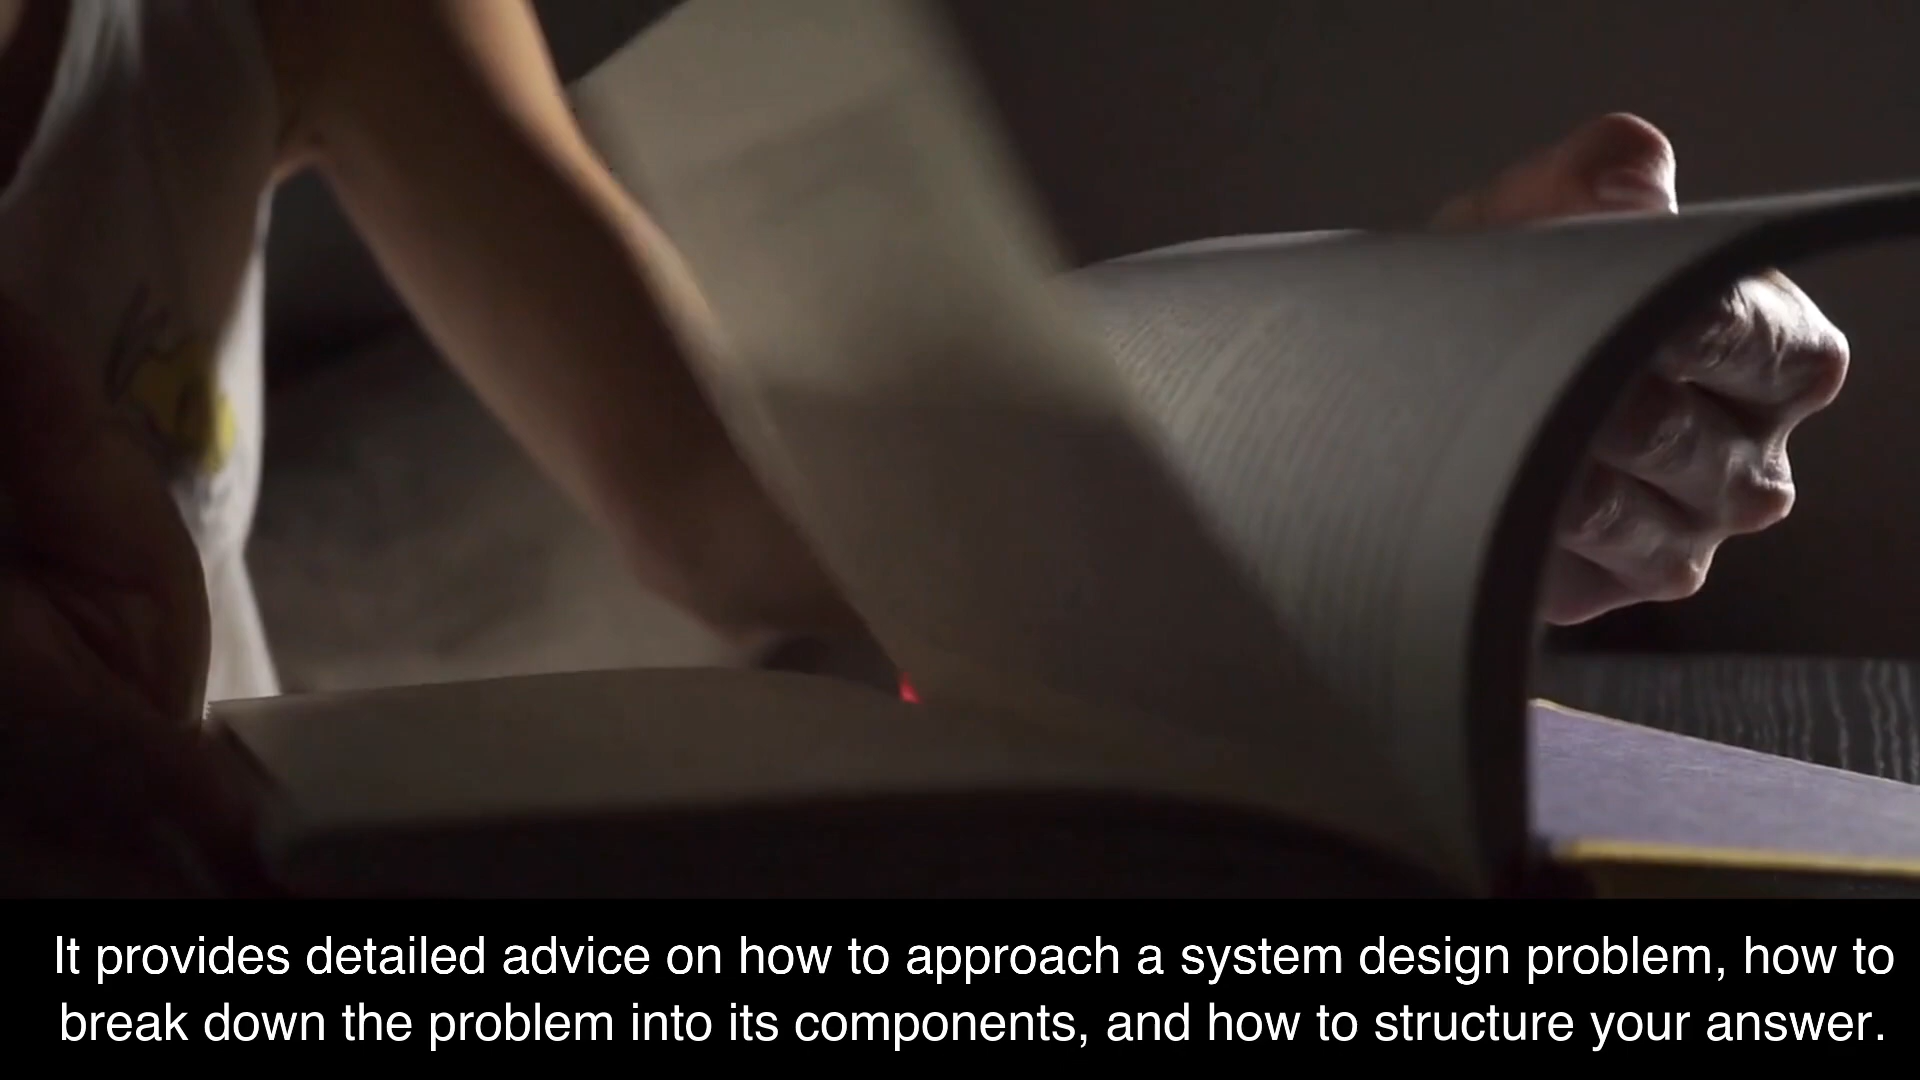 It provides detailed advice on how to approach a system design problem, how to
break down the problem into its components, and how to structure your answer.